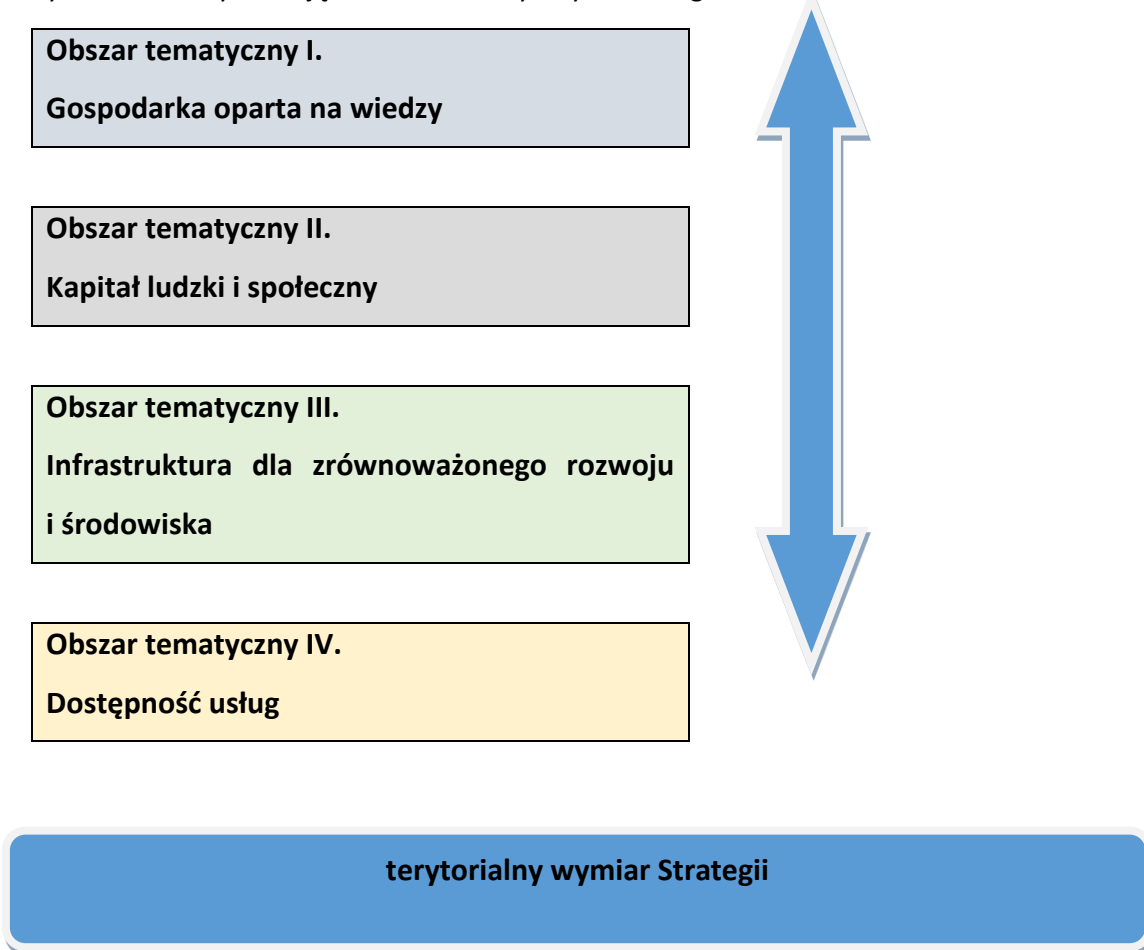 Obszar tematyczny I.
Gospodarka oparta na wiedzy
Obszar tematyczny II.
Kapitał ludzki i społeczny
Obszar tematyczny III.
Infrastruktura dla zrównoważonego rozwoju
i środowiska
Obszar tematyczny IV.
Dostępność usług
terytorialny wymiar Strategii